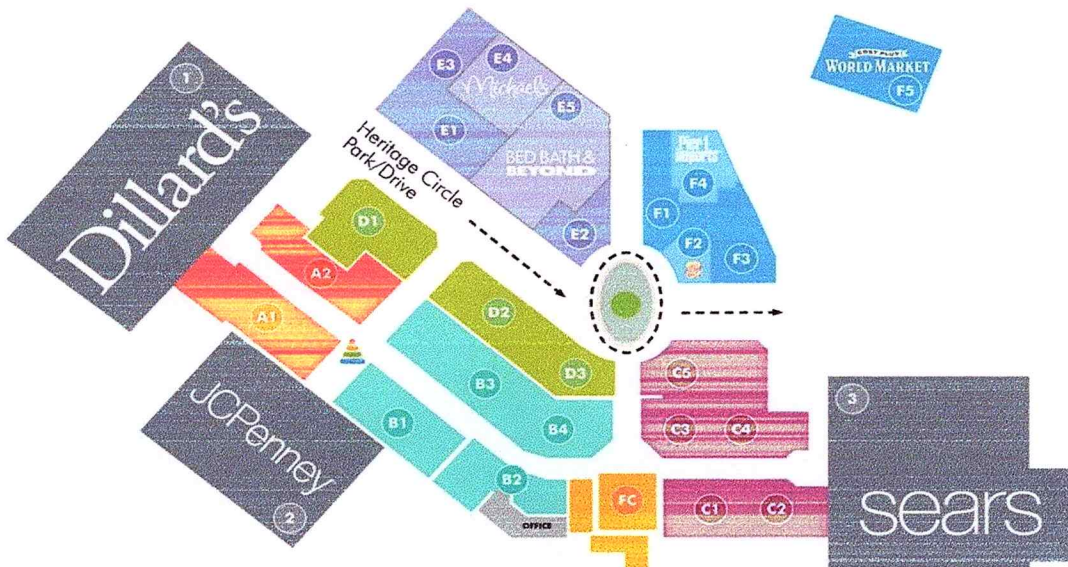 1
Dillard's
2
JCPenney
3
sears
E3
E4
Michaels
E5
E1
BED BATH &
BEYOND
E2
Heritage Circle
Park/Drive
COST PLUS
WORLD MARKET
F5
Pier 1
imports
F4
F1
F2
F3
D1
A2
A1
D2
D3
B3
B4
B1
B2
OFFICE
FC
C5
C3
C4
C1
C2